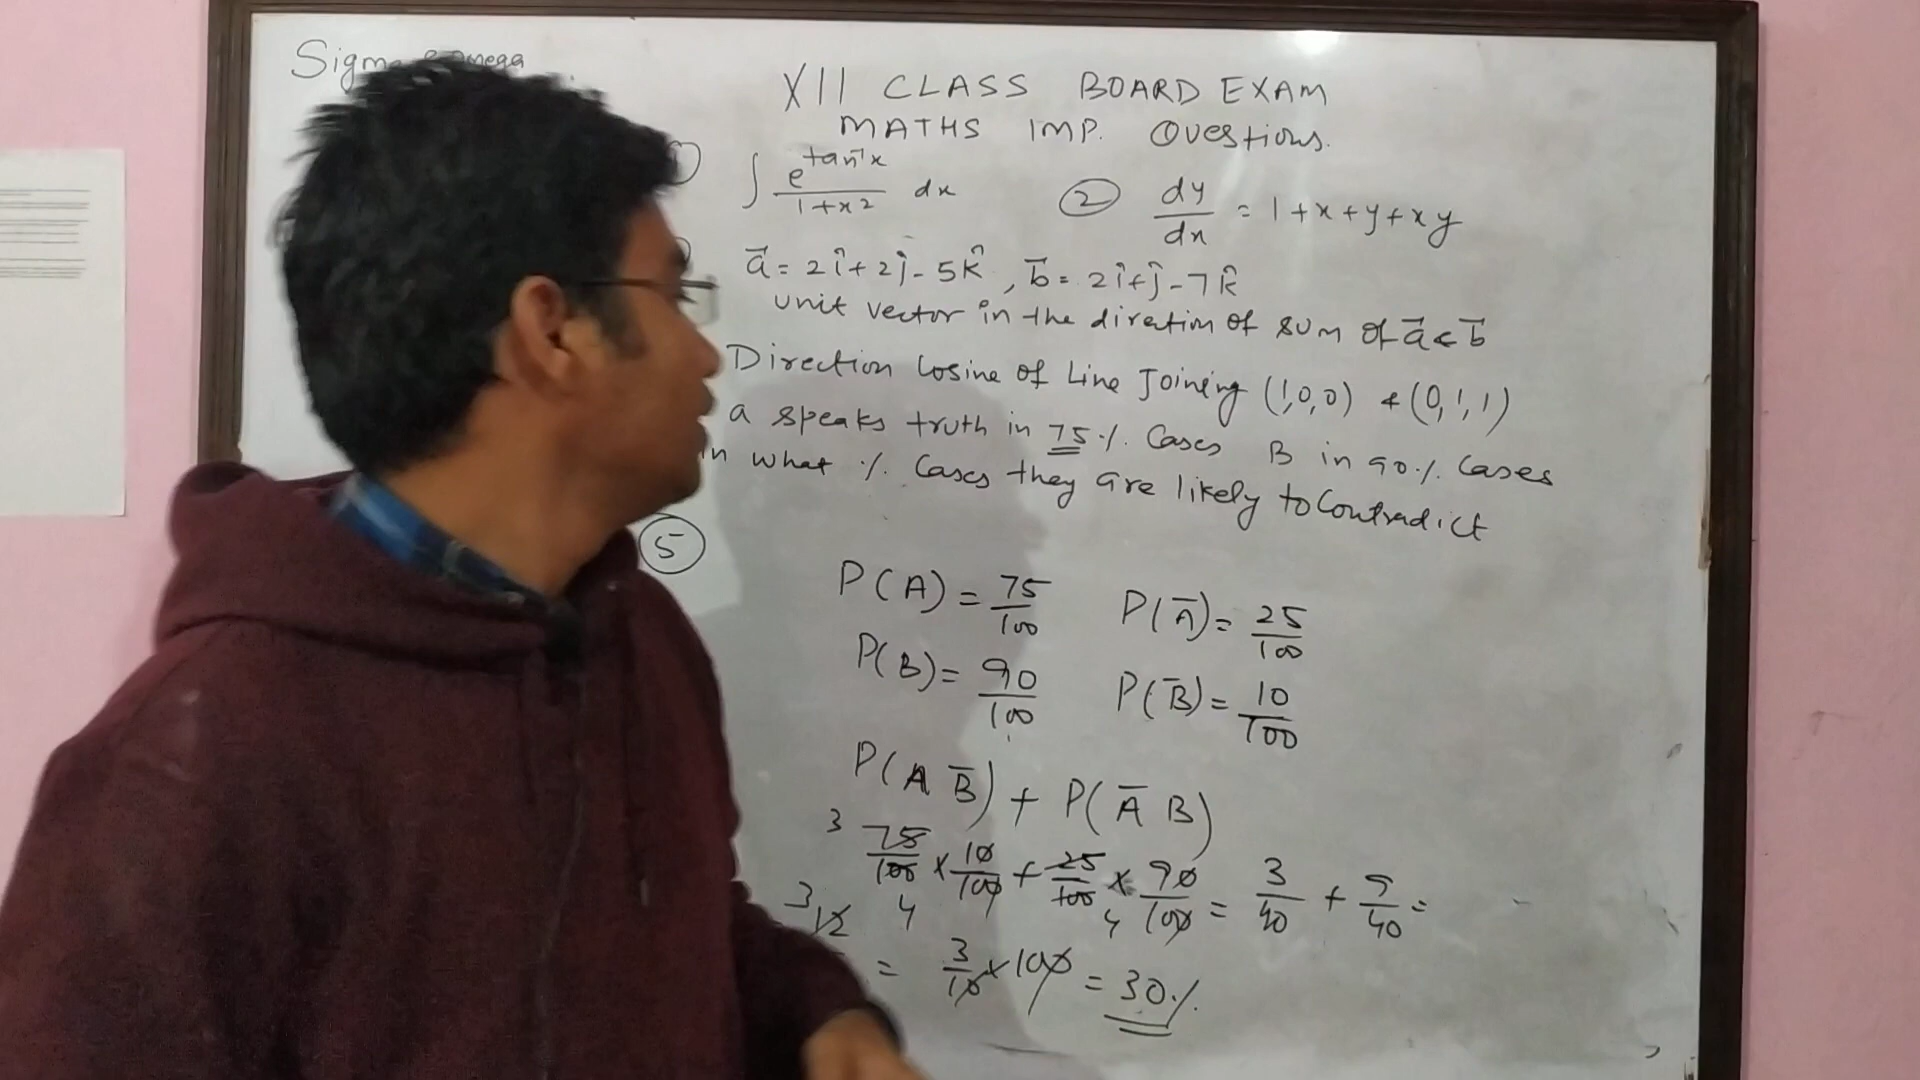 Sigma & Omega
XII CLASS BOARD EXAM
MATHS IMP. Questions.
∫ e^(tan⁻¹x) / (1+x²) dx ② dy/dx = 1+x+y+xy
a⃗ = 2î+2ĵ-5k̂, b⃗ = 2î+ĵ-7k̂
unit vector in the direction of sum of a⃗ & b⃗
Direction Cosine of Line Joining (1,0,0) & (0,1,1)
a speaks truth in 75% Cases B in 90% Cases
in what % Cases they are likely to Contradict
⑤
P(A) = 75/100 P(Ā) = 25/100
P(B) = 90/100 P(B̄) = 10/100
P(A B̄) + P(Ā B)
3 75/100 4 × 10/100 + 25/100 4 × 90/100 = 3/40 + 9/40 =
3 12 = 3/10 × 100 = 30%